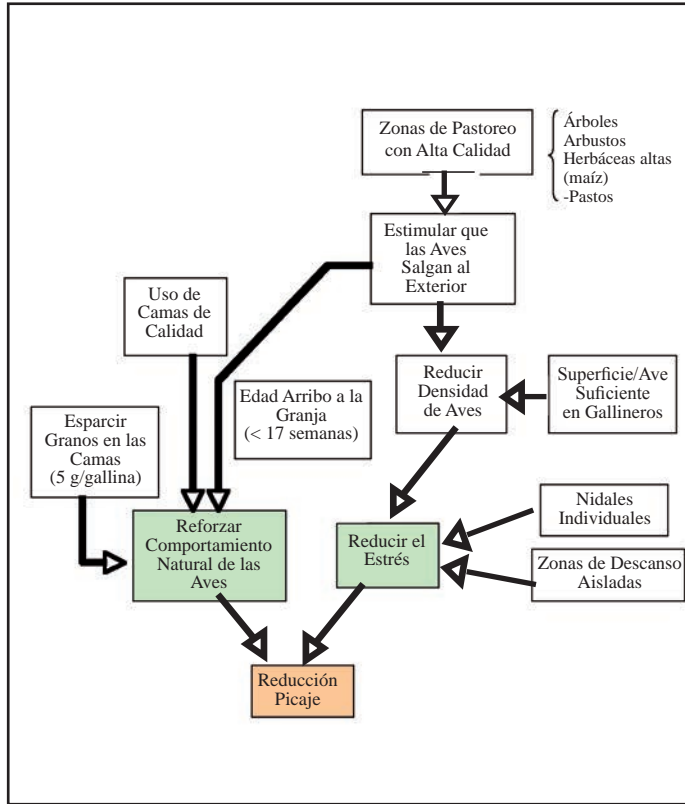 Zonas de Pastoreo
con Alta Calidad
Árboles
Arbustos
Herbáceas altas
(maíz)
-Pastos
Estimular que
las Aves
Salgan al
Exterior
Uso de
Camas de
Calidad
Reducir
Densidad
de Aves
Superficie/Ave
Suficiente
en Gallineros
Edad Arribo a la
Granja
(< 17 semanas)
Esparcir
Granos en las
Camas
(5 g/gallina)
Nidales
Individuales
Reforzar
Comportamiento
Natural de las
Aves
Reducir el
Estrés
Zonas de Descanso
Aisladas
Reducción
Picaje